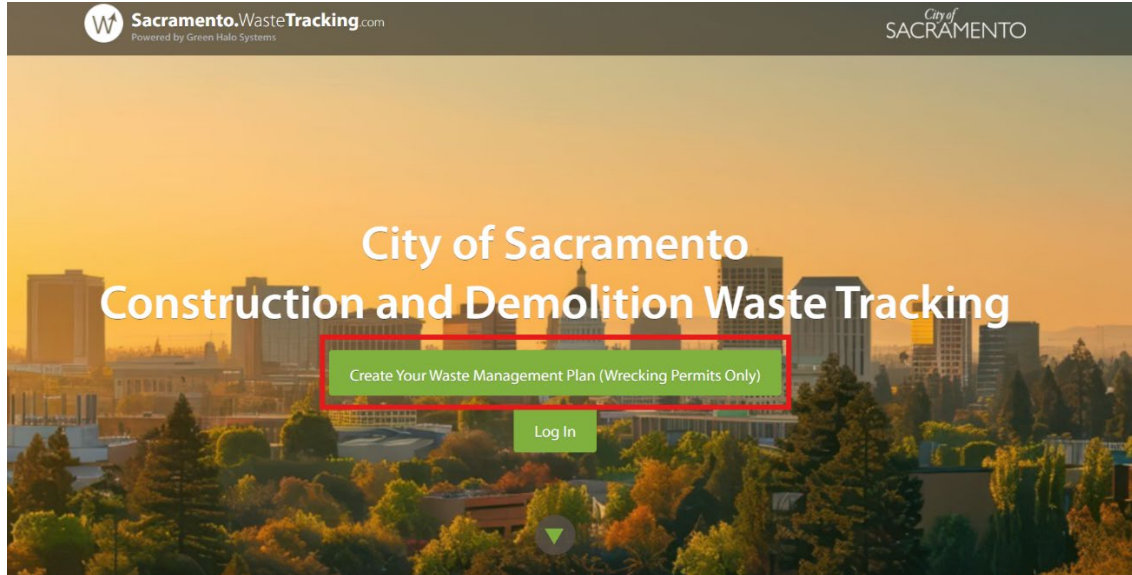 Sacramento.WasteTracking.com
Powered by Green Halo Systems
City of
SACRAMENTO
City of Sacramento
Construction and Demolition Waste Tracking
Create Your Waste Management Plan (Wrecking Permits Only)
Log In